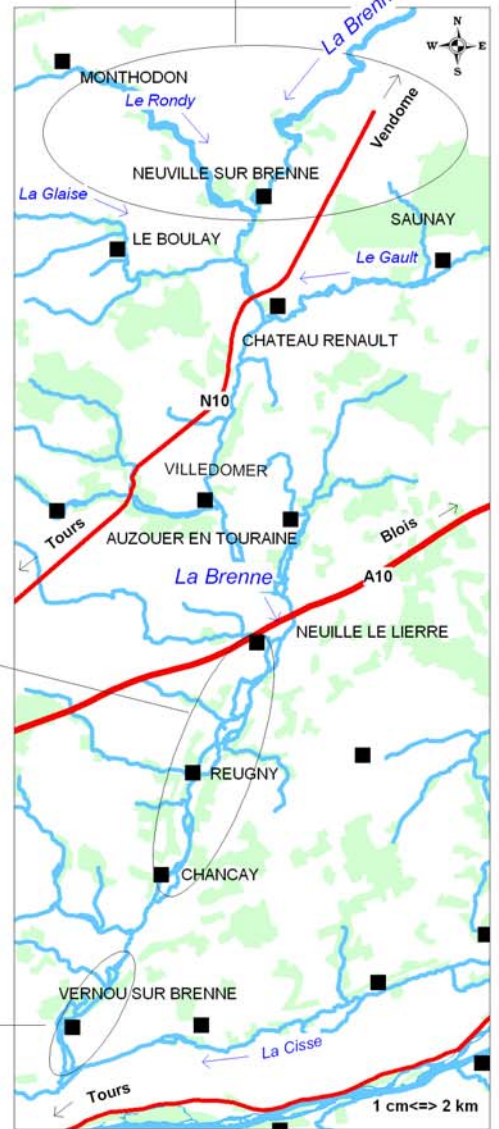 La Brenne
N
W E
S
MONTHODON
Le Rondy
Vendome
NEUVILLE SUR BRENNE
La Glaise
SAUNAY
LE BOULAY
Le Gault
CHATEAU RENAULT
N10
VILLEDOMER
Tours
AUZOUER EN TOURAINE
Blois
La Brenne
A10
NEUILLE LE LIERRE
REUGNY
CHANCAY
VERNOU SUR BRENNE
La Cisse
Tours
1 cm<=> 2 km